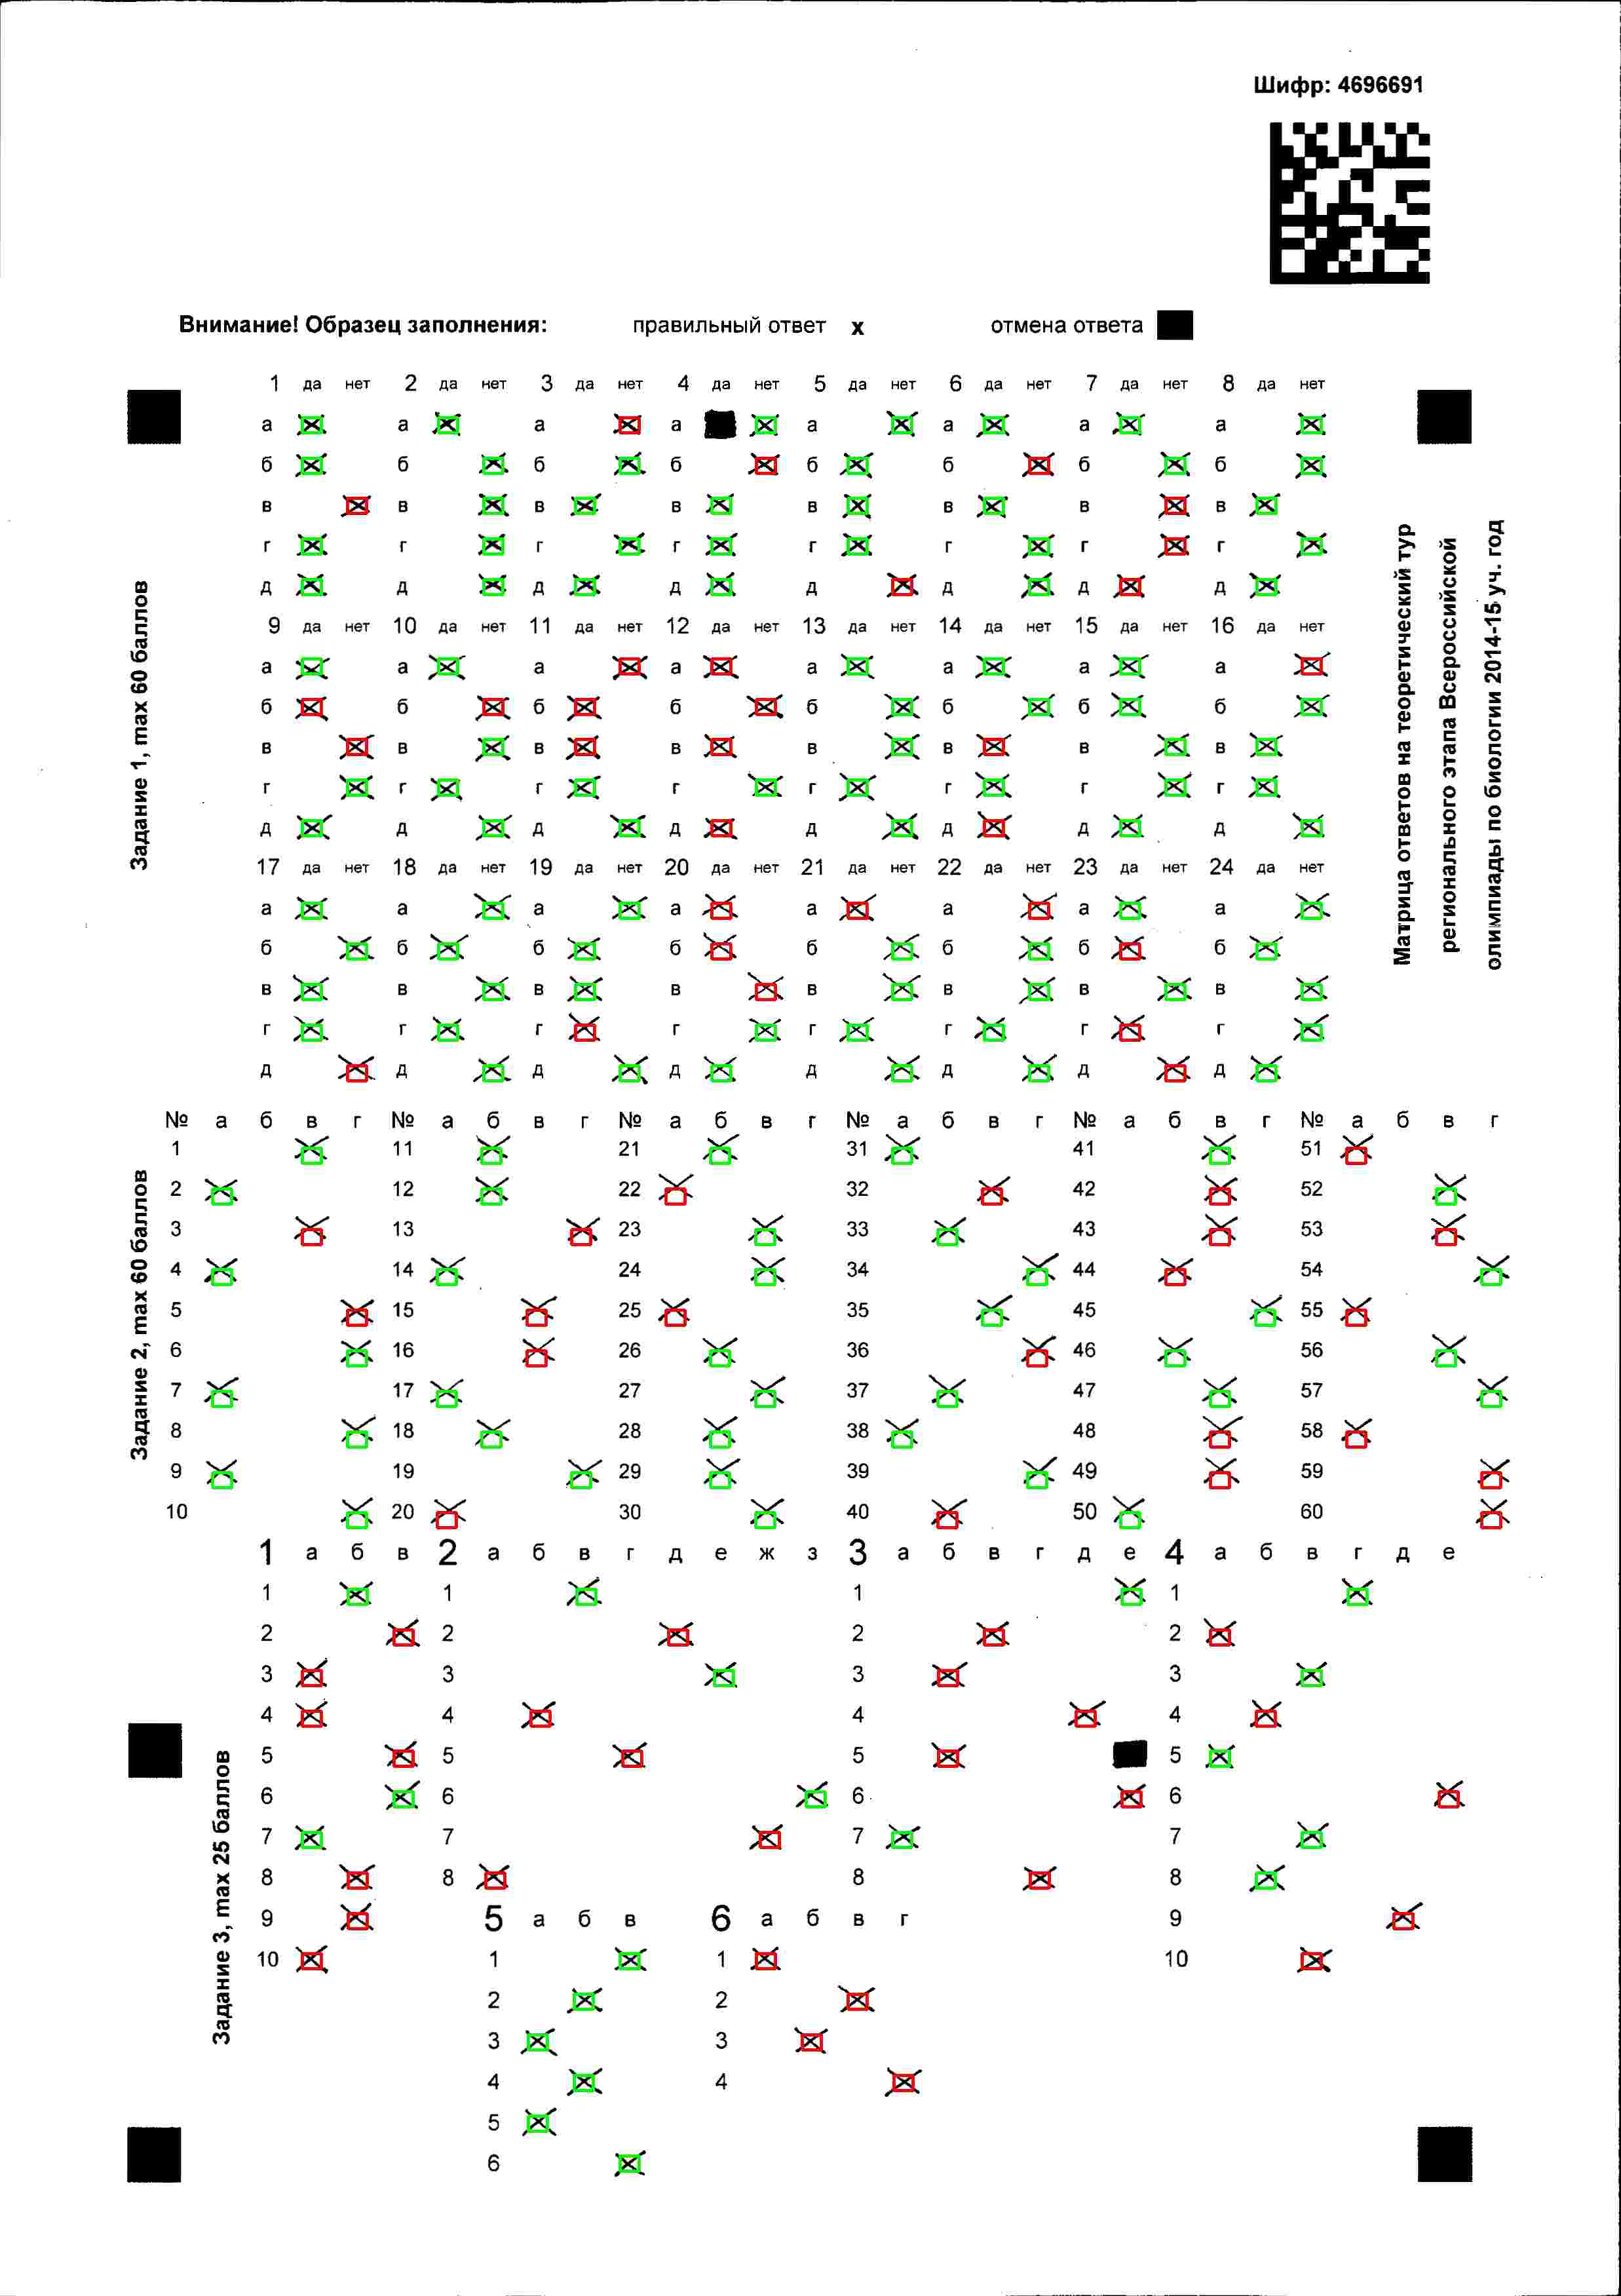 Шифр: 4696691
Внимание! Образец заполнения: правильный ответ x отмена ответа
Матрица ответов на теоретический тур
регионального этапа Всероссийской
олимпиады по биологии 2014-15 уч. год
Задание 1, max 60 баллов
1 да нет 2 да нет 3 да нет 4 да нет 5 да нет 6 да нет 7 да нет 8 да нет
а а а а а а а а
б б б б б б б б
в в в в в в в в
г г г г г г г г
д д д д д д д д
9 да нет 10 да нет 11 да нет 12 да нет 13 да нет 14 да нет 15 да нет 16 да нет
а а а а а а а а
б б б б б б б б
в в в в в в в в
г г г г г г г г
д д д д д д д д
17 да нет 18 да нет 19 да нет 20 да нет 21 да нет 22 да нет 23 да нет 24 да нет
а а а а а а а а
б б б б б б б б
в в в в в в в в
г г г г г г г г
д д д д д д д д
Задание 2, max 60 баллов
№ а б в г № а б в г № а б в г № а б в г № а б в г № а б в г
1 11 21 31 41 51
2 12 22 32 42 52
3 13 23 33 43 53
4 14 24 34 44 54
5 15 25 35 45 55
6 16 26 36 46 56
7 17 27 37 47 57
8 18 28 38 48 58
9 19 29 39 49 59
10 20 30 40 50 60
Задание 3, max 25 баллов
1 а б в 2 а б в г д е ж з 3 а б в г д е 4 а б в г д е
1 1 1 1
2 2 2 2
3 3 3 3
4 4 4 4
5 5 5 5
6 6 6 6
7 7 7 7
8 8 8 8
9 5 а б в 6 а б в г 9
10 1 1 10
2 2
3 3
4 4
5
6